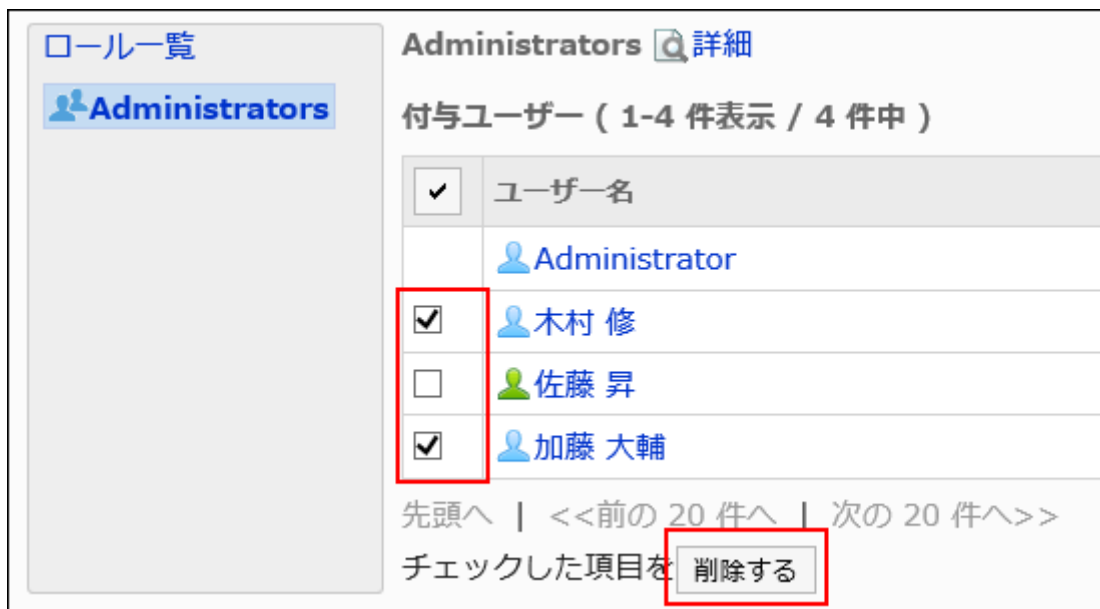 ロール一覧
Administrators
Administrators 詳細
付与ユーザー ( 1-4 件表示 / 4 件中 )
ユーザー名
Administrator
木村 修
佐藤 昇
加藤 大輔
先頭へ | <<前の 20 件へ | 次の 20 件へ>>
チェックした項目を 削除する